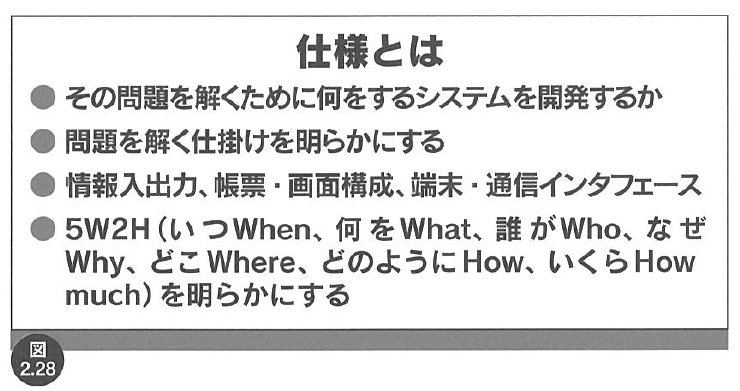 仕様とは
● その問題を解くために何をするシステムを開発するか
● 問題を解く仕掛けを明らかにする
● 情報入出力、帳票・画面構成、端末・通信インタフェース
● 5W2H(いつWhen、何をWhat、誰がWho、なぜ
Why、どこWhere、どのようにHow、いくらHow
much)を明らかにする
図
2.28